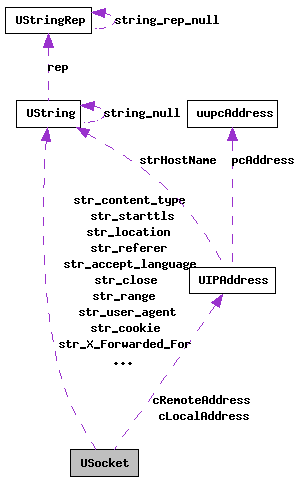 UStringRep
string_rep_null
rep
UString
string_null
uupcAddress
strHostName
pcAddress
str_content_type
str_starttls
str_location
str_referer
str_accept_language
str_close
str_range
str_user_agent
str_cookie
str_X_Forwarded_For
...
UIPAddress
cRemoteAddress
cLocalAddress
USocket